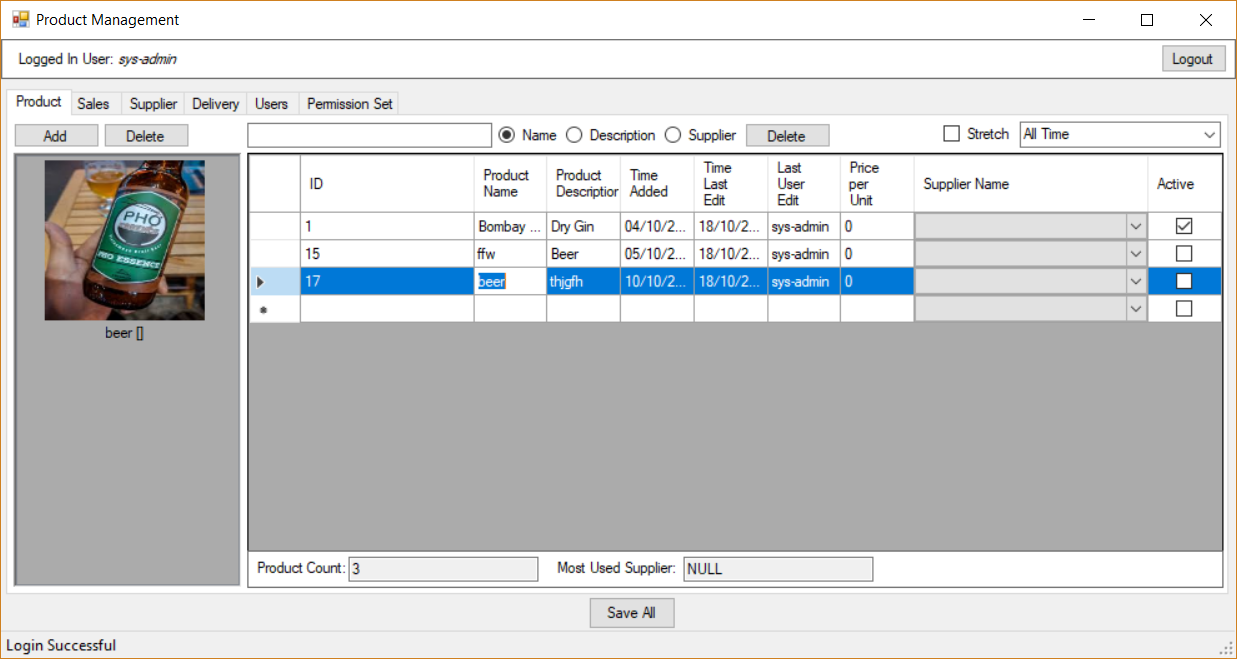 Product Management
Logged In User: sys-admin
Logout
Product Sales Supplier Delivery Users Permission Set
Add Delete Name Description Supplier Delete Stretch All Time
PHỞ
PHO ESSENCE
beer []
ID Product Name Product Description Time Added Time Last Edit Last User Edit Price per Unit Supplier Name Active
1 Bombay ... Dry Gin 04/10/2... 18/10/2... sys-admin 0
15 ffw Beer 05/10/2... 18/10/2... sys-admin 0
17 beer thjgfh 10/10/2... 18/10/2... sys-admin 0
Product Count: 3 Most Used Supplier: NULL
Save All
Login Successful